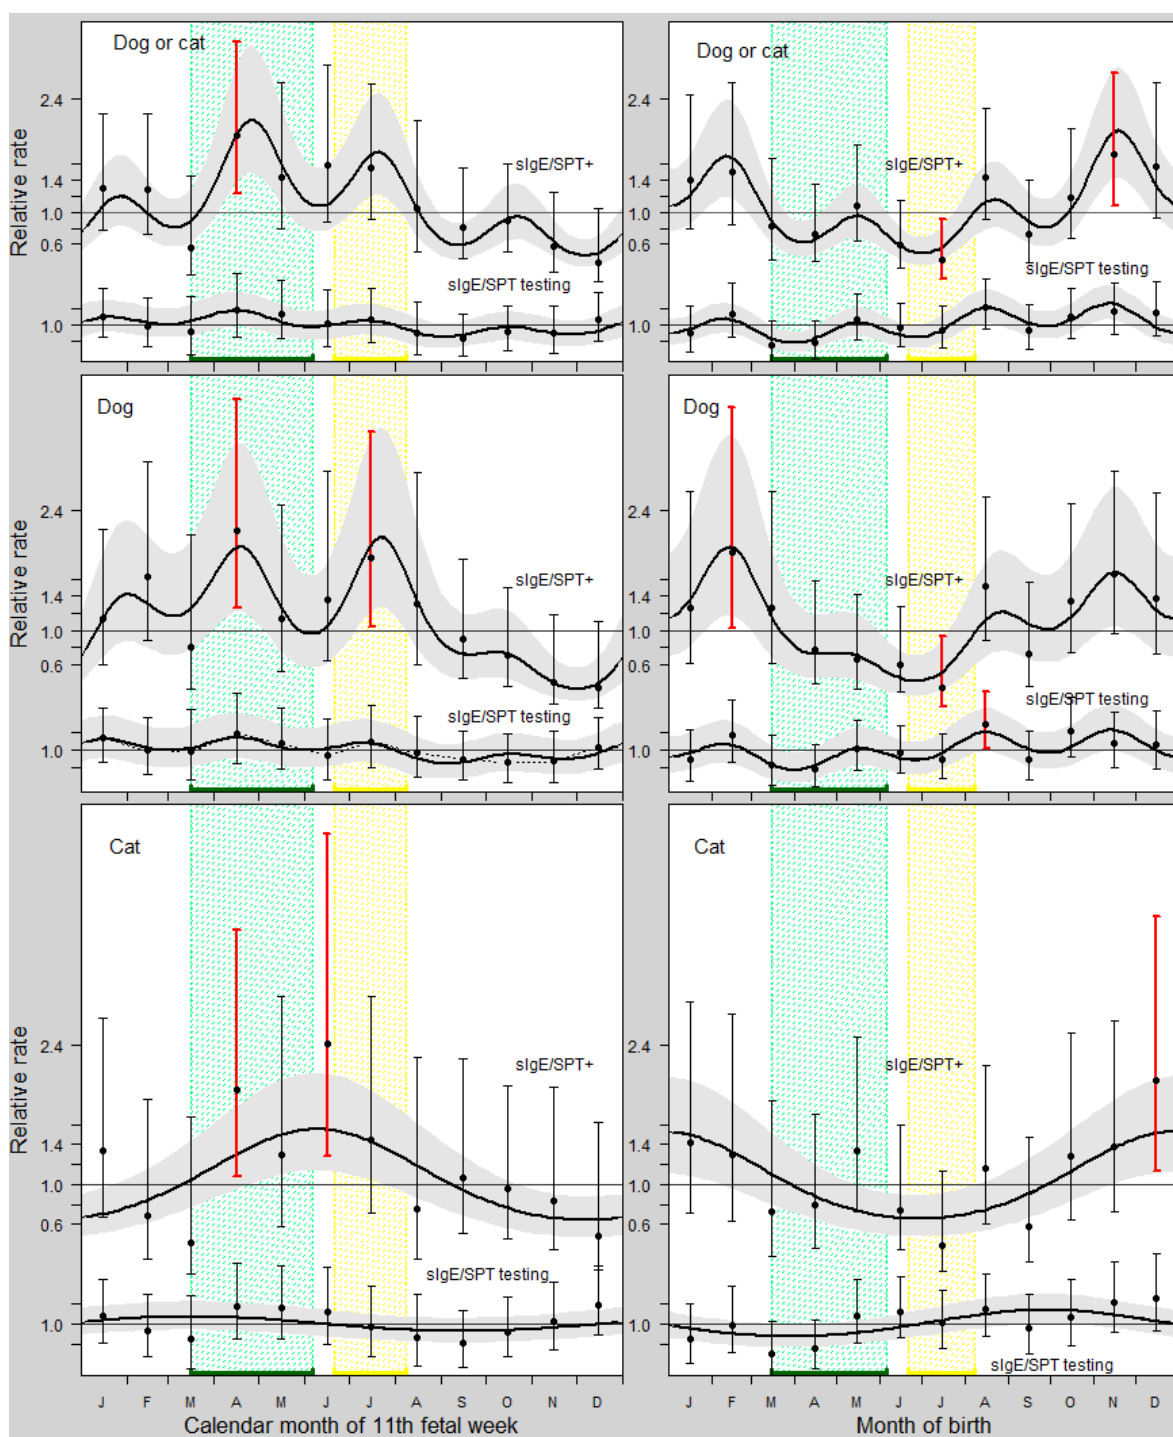 Dog or cat
Relative rate
2.4
1.4
1.0
0.6
1.0
sIgE/SPT+
sIgE/SPT testing
Dog or cat
2.4
1.4
1.0
0.6
1.0
sIgE/SPT+
sIgE/SPT testing
Dog
Relative rate
2.4
1.4
1.0
0.6
1.0
sIgE/SPT+
sIgE/SPT testing
Dog
2.4
1.4
1.0
0.6
1.0
sIgE/SPT+
sIgE/SPT testing
Cat
Relative rate
2.4
1.4
1.0
0.6
1.0
sIgE/SPT+
sIgE/SPT testing
J F M A M J J A S O N D
Calendar month of 11th fetal week
Cat
2.4
1.4
1.0
0.6
1.0
sIgE/SPT+
sIgE/SPT testing
J F M A M J J A S O N D
Month of birth